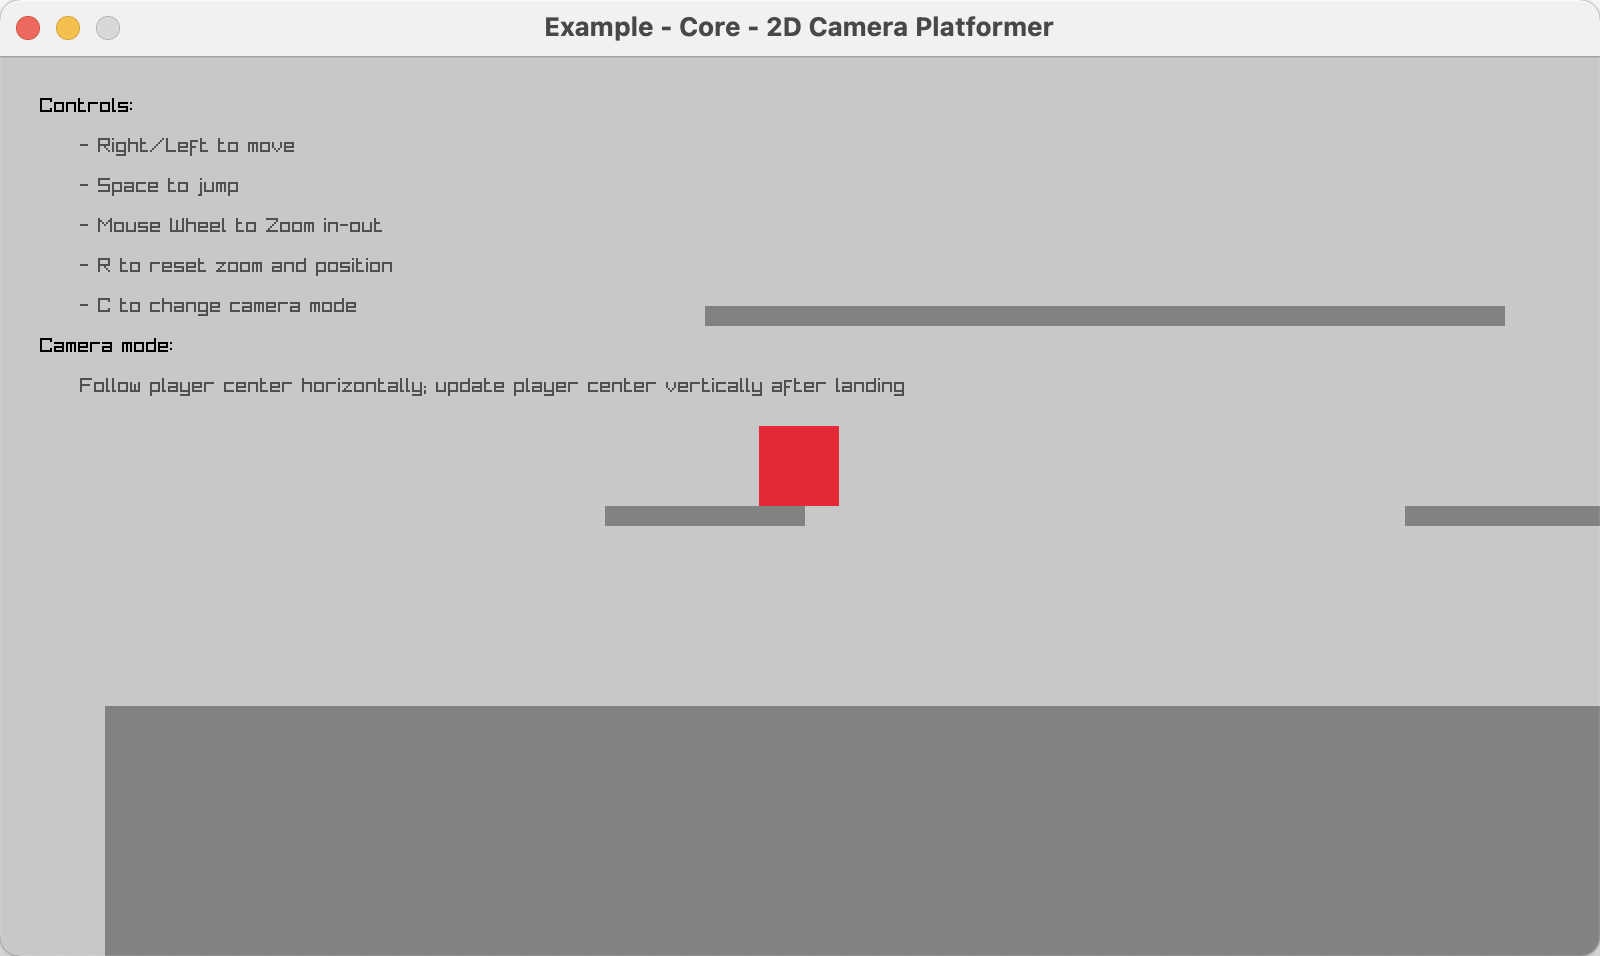 Example - Core - 2D Camera Platformer
Controls:
- Right/Left to move
- Space to jump
- Mouse Wheel to Zoom in-out
- R to reset zoom and position
- C to change camera mode
Camera mode:
Follow player center horizontally; update player center vertically after landing